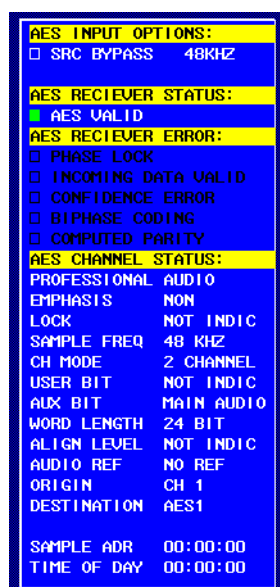 AES INPUT OPTIONS:
SRC BYPASS 48KHZ
AES RECIEVER STATUS:
AES VALID
AES RECIEVER ERROR:
PHASE LOCK
INCOMING DATA VALID
CONFIDENCE ERROR
BIPHASE CODING
COMPUTED PARITY
AES CHANNEL STATUS:
PROFESSIONAL AUDIO
EMPHASIS NON
LOCK NOT INDIC
SAMPLE FREQ 48 KHZ
CH MODE 2 CHANNEL
USER BIT NOT INDIC
AUX BIT MAIN AUDIO
WORD LENGTH 24 BIT
ALIGN LEVEL NOT INDIC
AUDIO REF NO REF
ORIGIN CH 1
DESTINATION AES1
SAMPLE ADR 00:00:00
TIME OF DAY 00:00:00